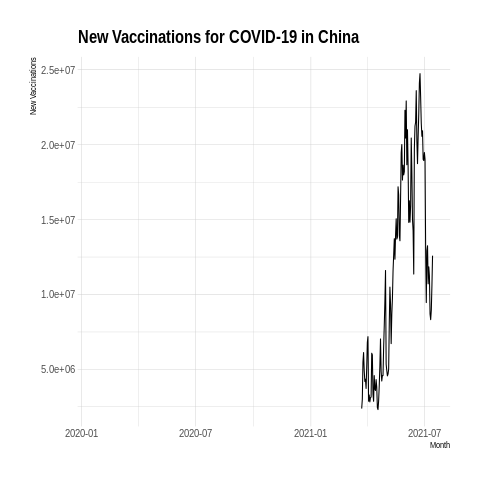 New Vaccinations for COVID-19 in China
New Vaccinations
2.5e+07
2.0e+07
1.5e+07
1.0e+07
5.0e+06
2020-01
2020-07
2021-01
2021-07
Month